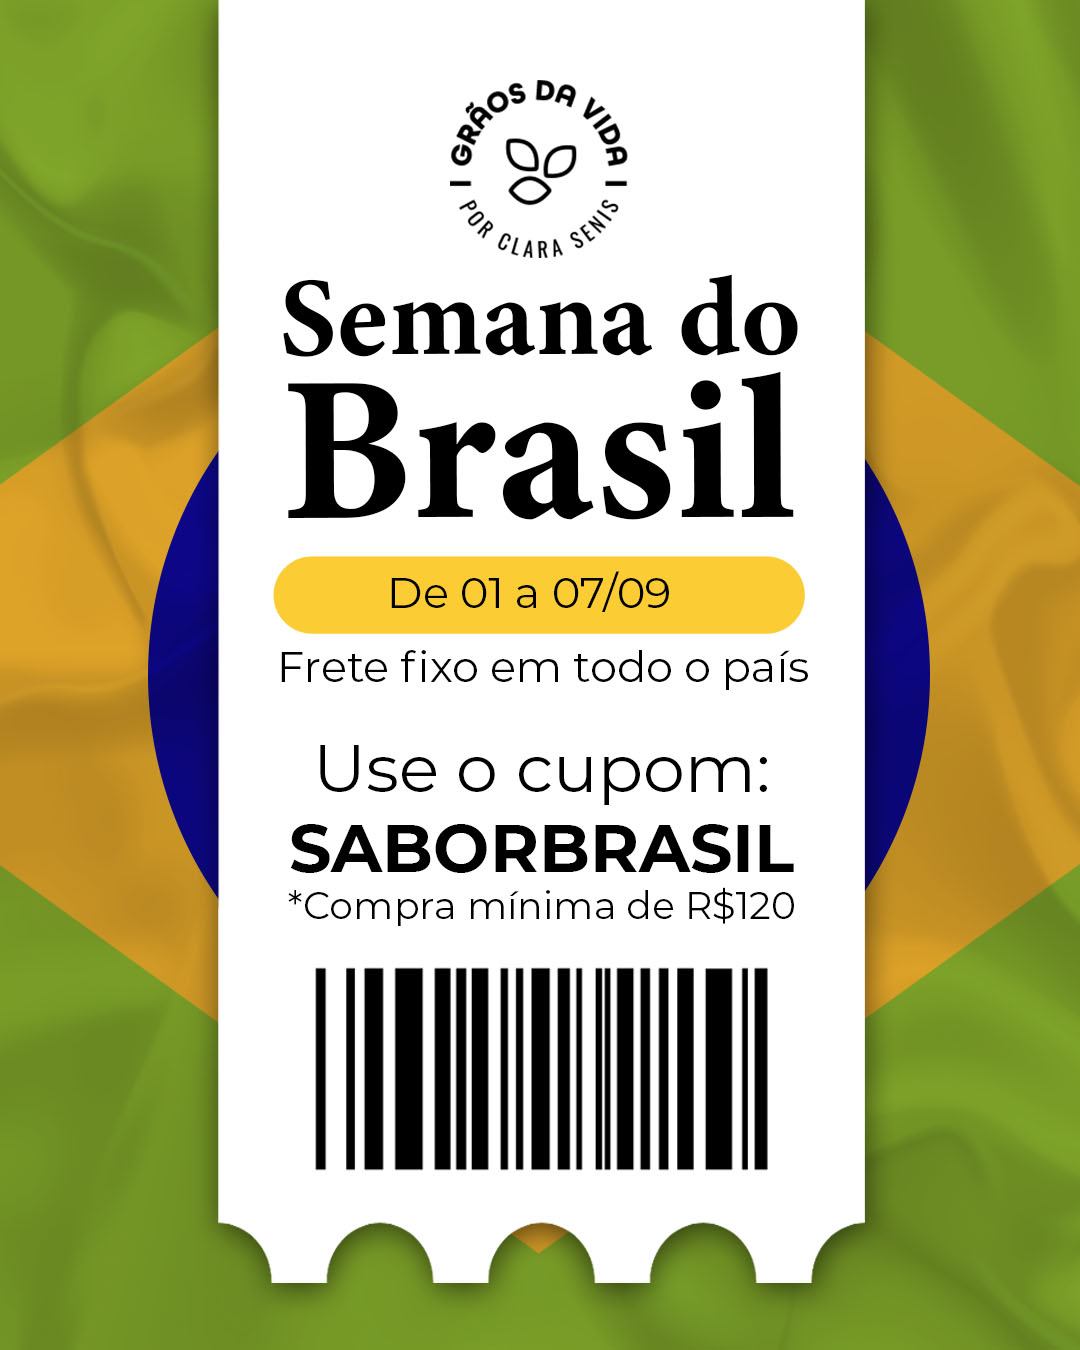 GRÃOS DA VIDA
POR CLARA SENIS
Semana do
Brasil
De 01 a 07/09
Frete fixo em todo o país
Use o cupom:
SABORBRASIL
*Compra mínima de R$120